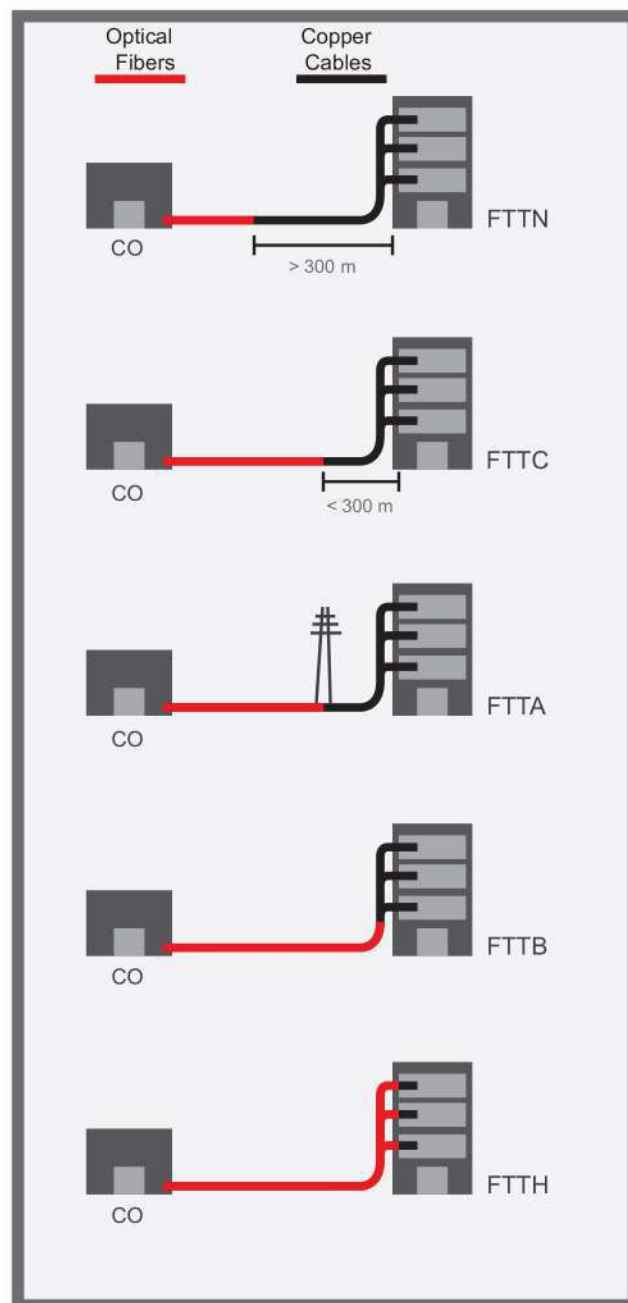 Optical
Fibers
Copper
Cables
CO
FTTN
> 300 m
CO
FTTC
< 300 m
CO
FTTA
CO
FTTB
CO
FTTH